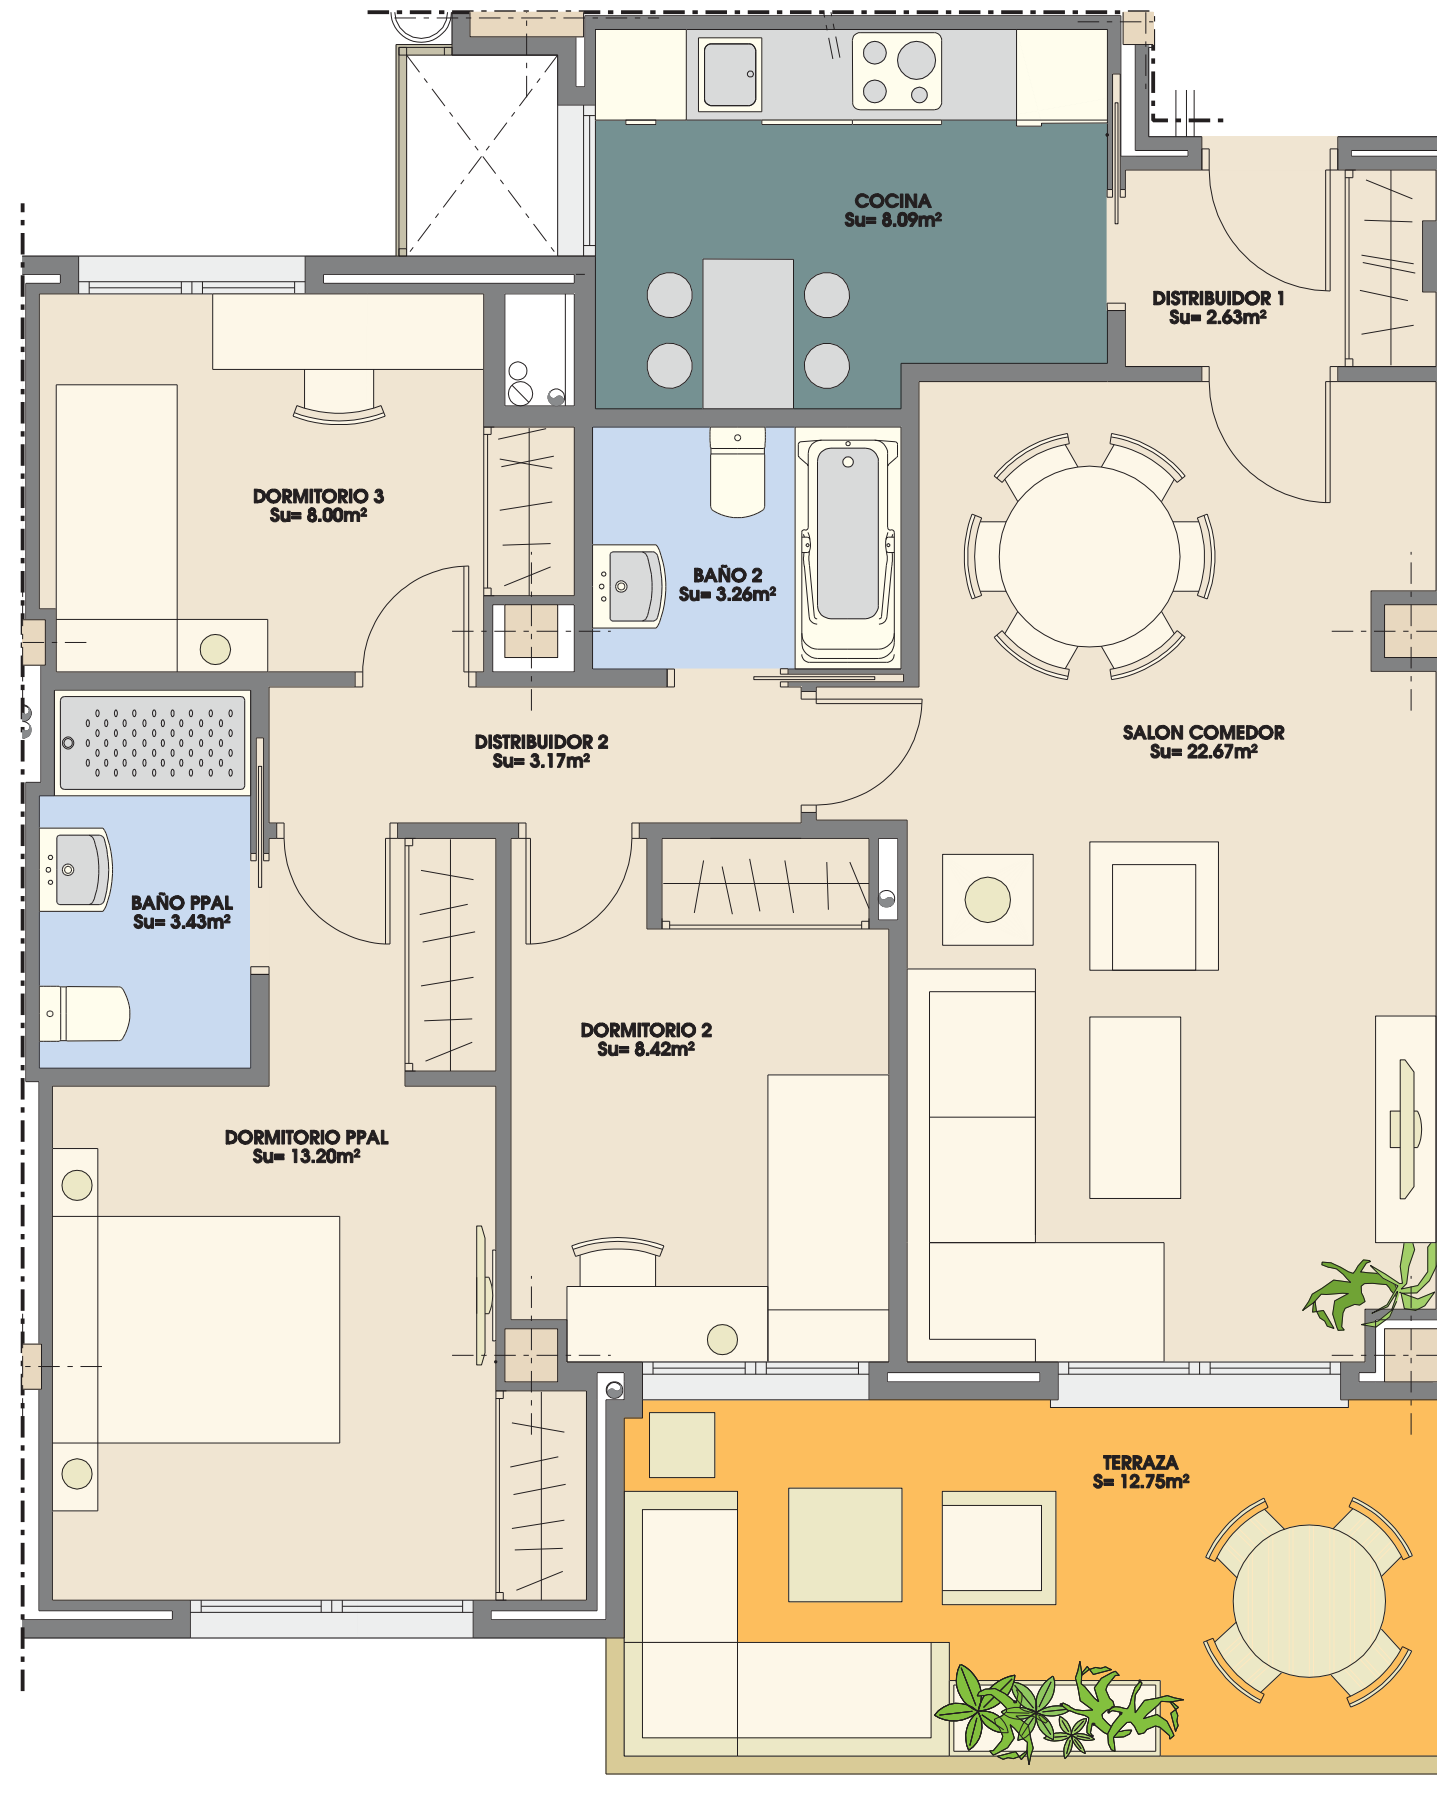 COCINA
Su= 8.09m²
DISTRIBUIDOR 1
Su= 2.63m²
DORMITORIO 3
Su= 8.00m²
BAÑO 2
Su= 3.26m²
SALON COMEDOR
Su= 22.67m²
DISTRIBUIDOR 2
Su= 3.17m²
BAÑO PPAL
Su= 3.43m²
DORMITORIO 2
Su= 8.42m²
DORMITORIO PPAL
Su= 13.20m²
TERRAZA
S= 12.75m²